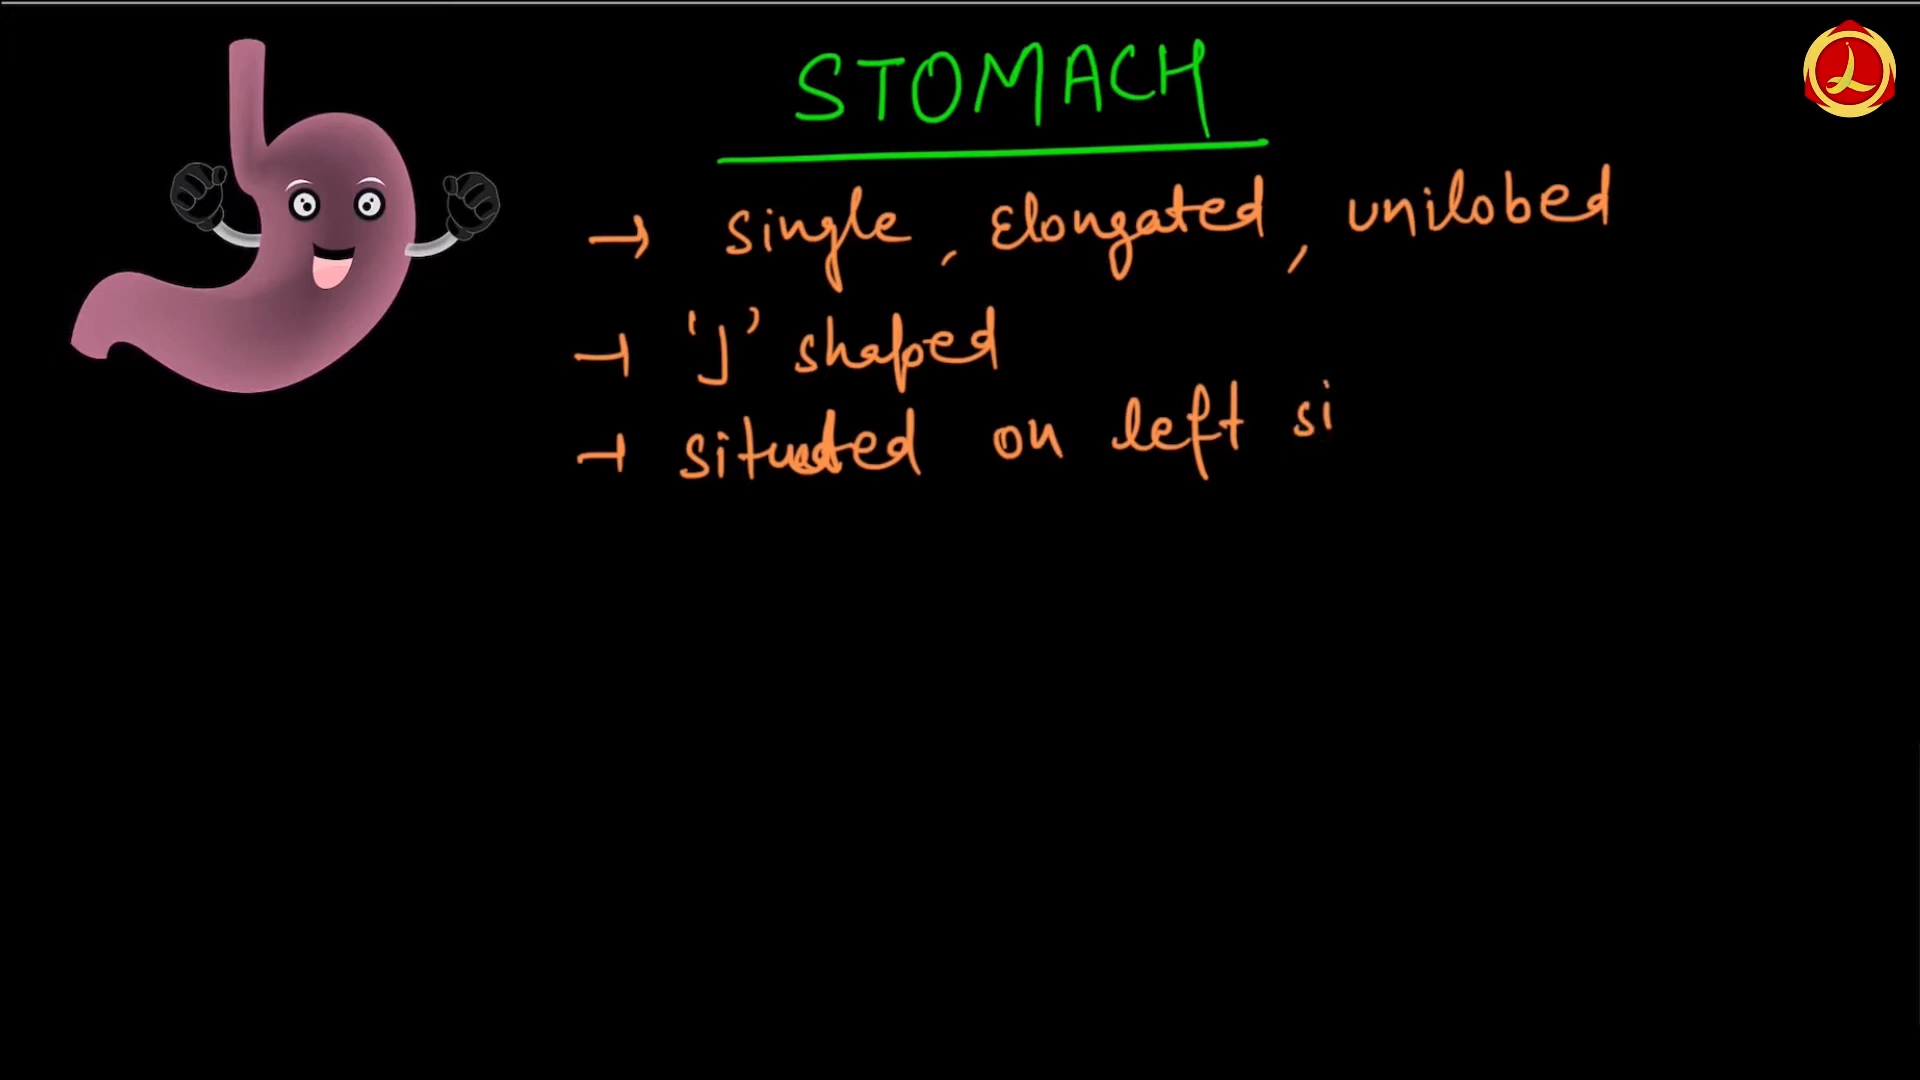 STOMACH
→ single, Elongated, unilobed
→ 'J' shaped
→ situated on left si